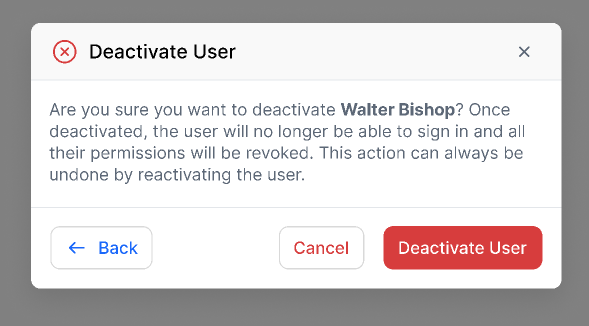 Deactivate User
Are you sure you want to deactivate Walter Bishop? Once
deactivated, the user will no longer be able to sign in and all
their permissions will be revoked. This action can always be
undone by reactivating the user.
Back
Cancel
Deactivate User